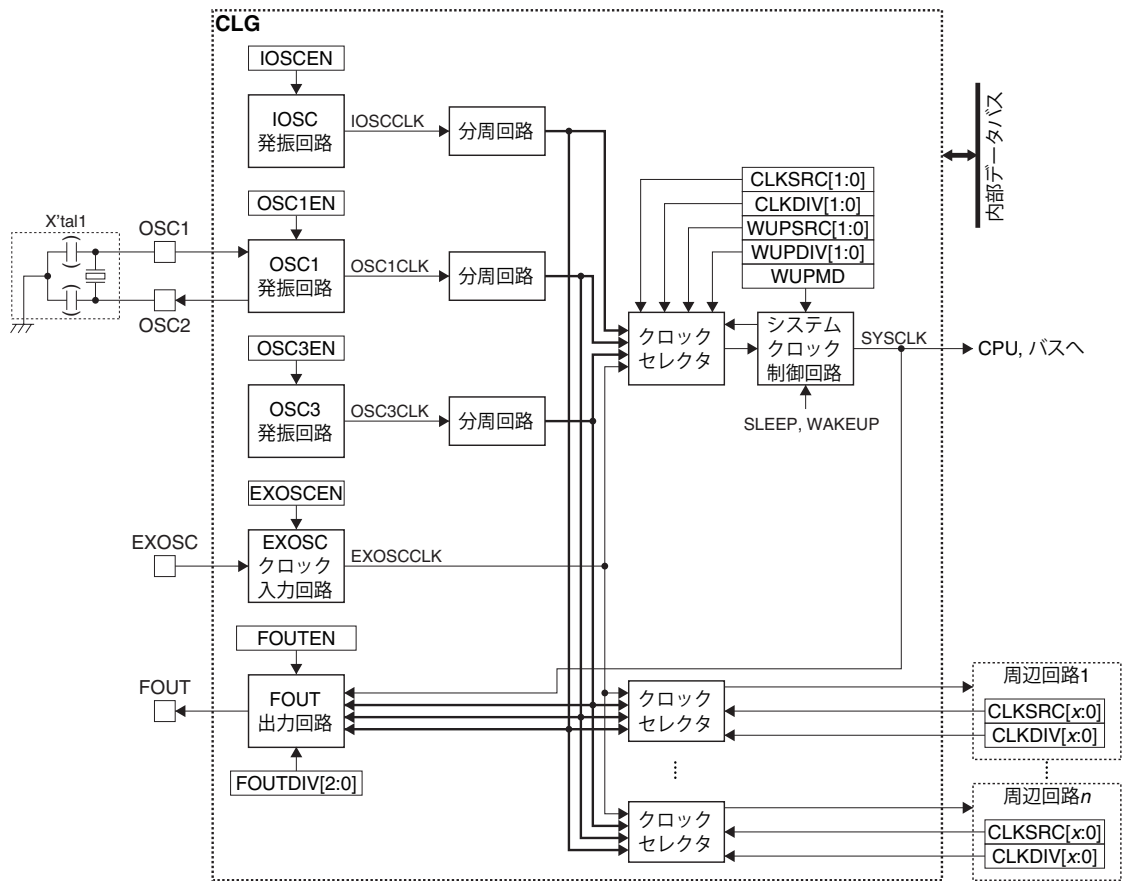 CLG
IOSCEN
IOSC
発振回路
IOSCCLK
分周回路
内部データバス
CLKSRC[1:0]
CLKDIV[1:0]
WUPSRC[1:0]
WUPDIV[1:0]
WUPMD
X'tal1
OSC1
OSC2
OSC1EN
OSC1
発振回路
OSC1CLK
分周回路
クロック
セレクタ
システム
クロック
制御回路
SYSCLK
CPU, バスへ
SLEEP, WAKEUP
OSC3EN
OSC3
発振回路
OSC3CLK
分周回路
EXOSCEN
EXOSC
EXOSC
クロック
入力回路
EXOSCCLK
FOUTEN
FOUT
FOUT
出力回路
FOUTDIV[2:0]
クロック
セレクタ
周辺回路1
CLKSRC[x:0]
CLKDIV[x:0]
クロック
セレクタ
周辺回路n
CLKSRC[x:0]
CLKDIV[x:0]